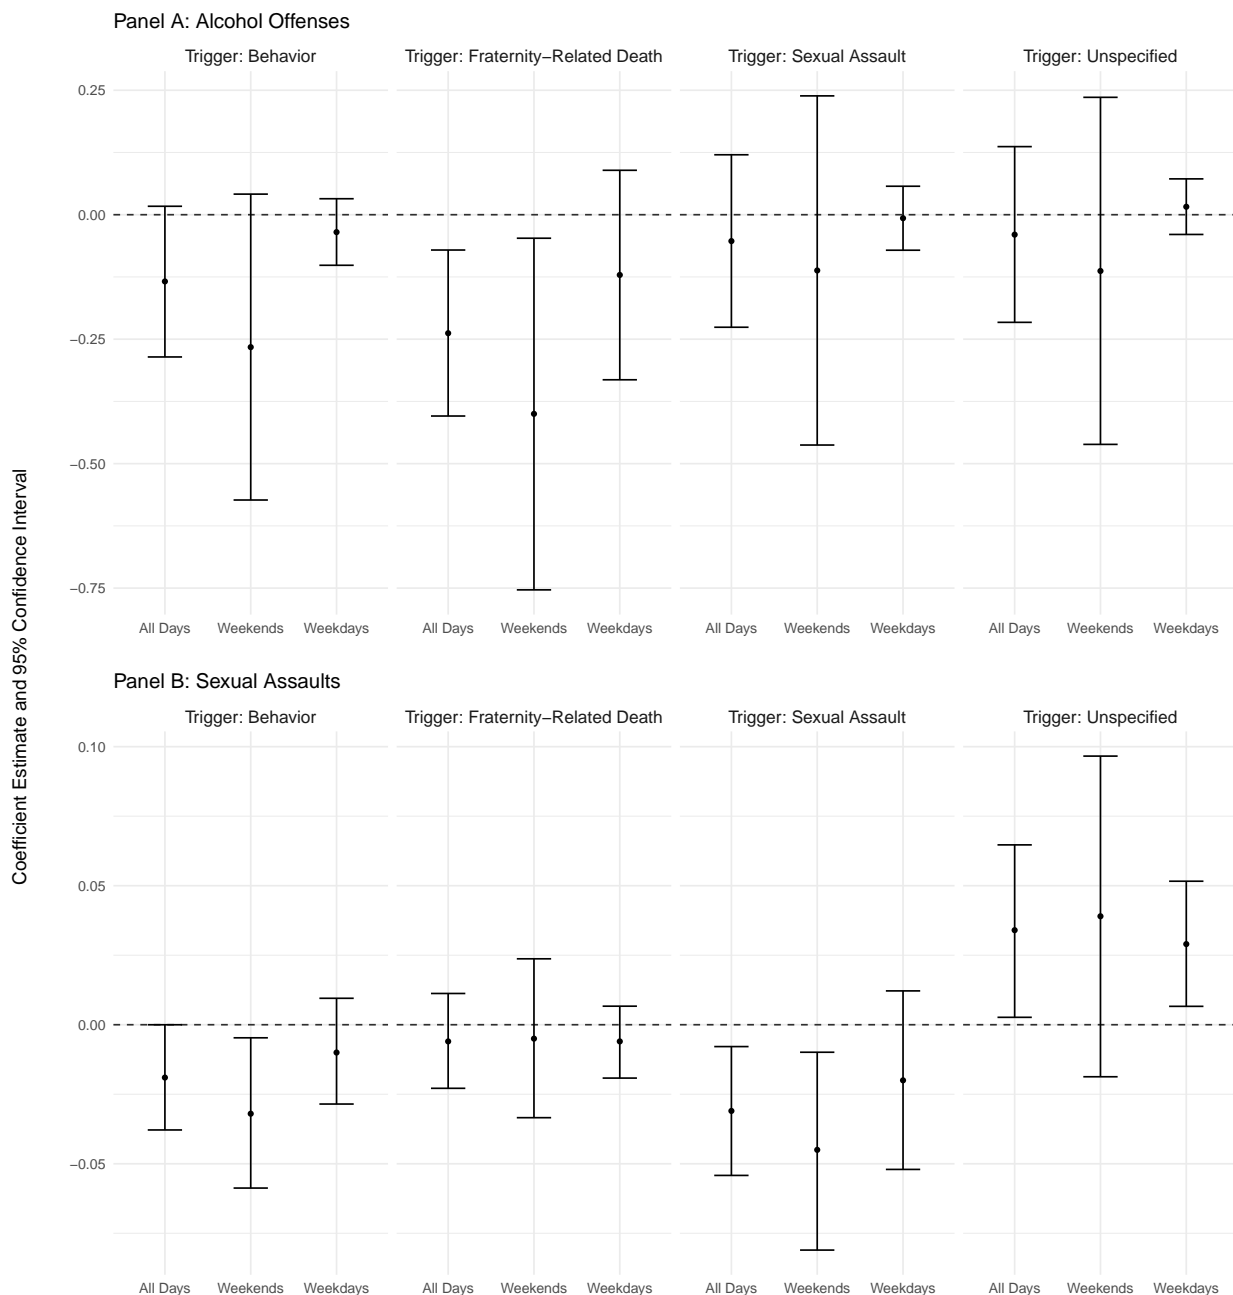 Panel A: Alcohol Offenses
Trigger: Behavior Trigger: Fraternity−Related Death Trigger: Sexual Assault Trigger: Unspecified
0.25
0.00
−0.25
−0.50
−0.75
All Days Weekends Weekdays All Days Weekends Weekdays All Days Weekends Weekdays All Days Weekends Weekdays
Coefficient Estimate and 95% Confidence Interval
Panel B: Sexual Assaults
Trigger: Behavior Trigger: Fraternity−Related Death Trigger: Sexual Assault Trigger: Unspecified
0.10
0.05
0.00
−0.05
All Days Weekends Weekdays All Days Weekends Weekdays All Days Weekends Weekdays All Days Weekends Weekdays